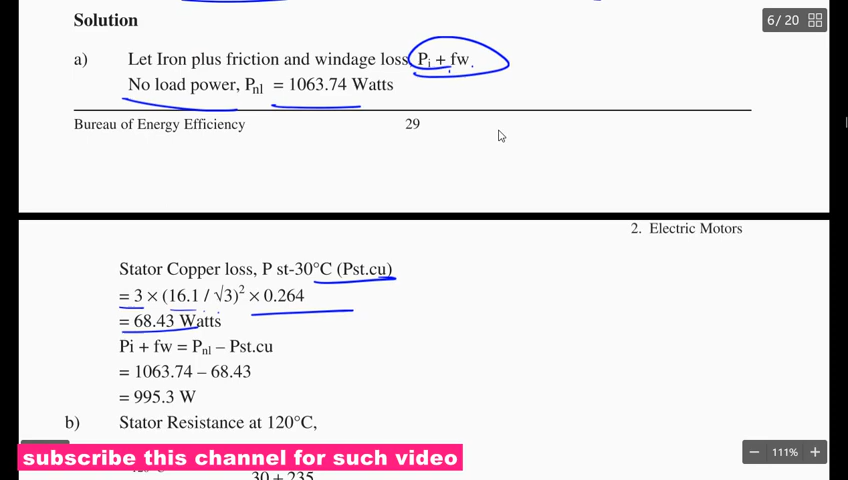 Solution
6 / 20
a) Let Iron plus friction and windage loss, Pi + fw.
No load power, Pnl = 1063.74 Watts
Bureau of Energy Efficiency 29
2. Electric Motors
Stator Copper loss, P st-30°C (Pst.cu)
= 3 × (16.1 / √3)² × 0.264
= 68.43 Watts
Pi + fw = Pnl – Pst.cu
= 1063.74 – 68.43
= 995.3 W
b) Stator Resistance at 120°C,
subscribe this channel for such video
111%
30 + 235